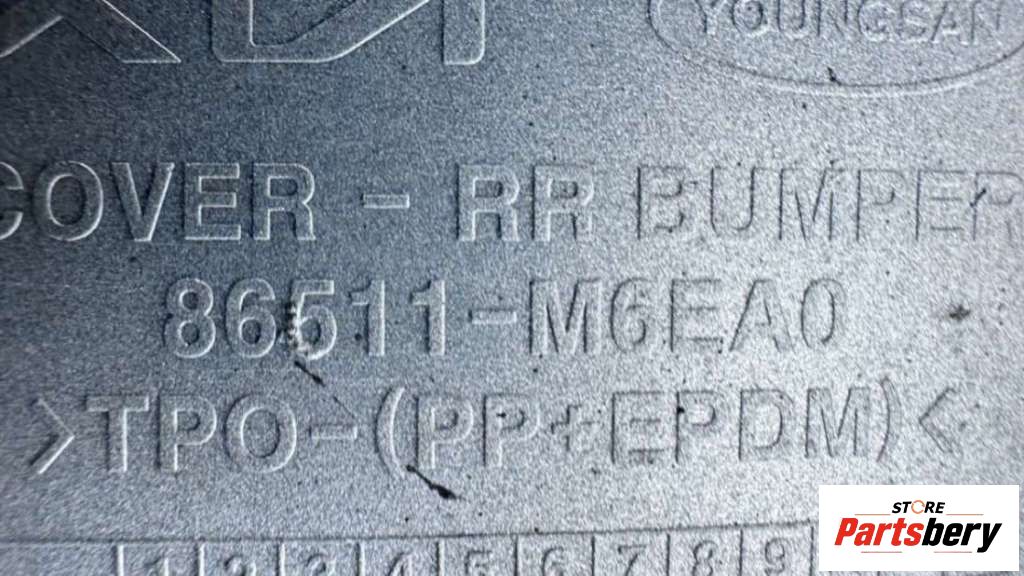 YOUNGSAN
COVER - RR BUMPER
86511-M6EA0
>TPO-(PP+EPDM)<
1 2 3 4 5 6 7 8 9
STORE
Partsbery